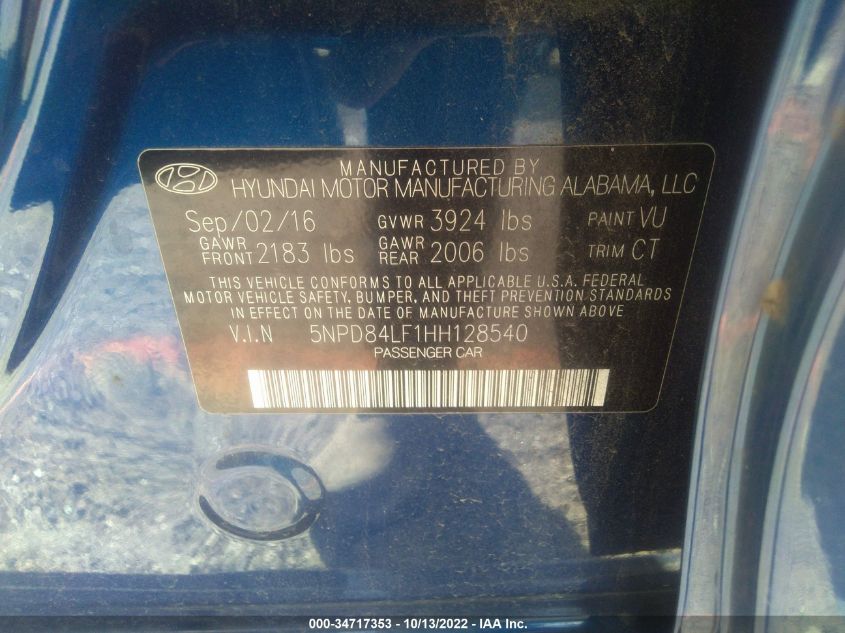 MANUFACTURED BY
HYUNDAI MOTOR MANUFACTURING ALABAMA, LLC
Sep/02/16 GVWR 3924 lbs PAINT VU
GAWR FRONT 2183 lbs GAWR REAR 2006 lbs TRIM CT
THIS VEHICLE CONFORMS TO ALL APPLICABLE U.S.A. FEDERAL
MOTOR VEHICLE SAFETY, BUMPER, AND THEFT PREVENTION STANDARDS
IN EFFECT ON THE DATE OF MANUFACTURE SHOWN ABOVE
V.I.N 5NPD84LF1HH128540
PASSENGER CAR
000-34717353 - 10/13/2022 - IAA Inc.